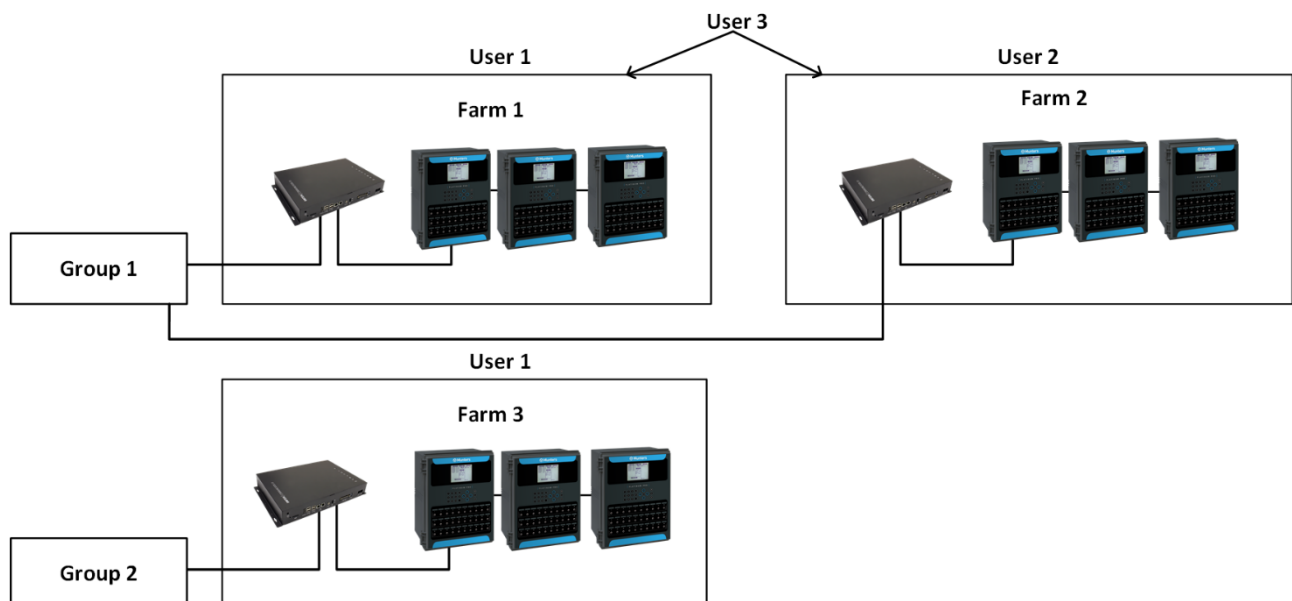 User 3
User 1
User 2
Farm 1
Farm 2
Group 1
User 1
Farm 3
Group 2